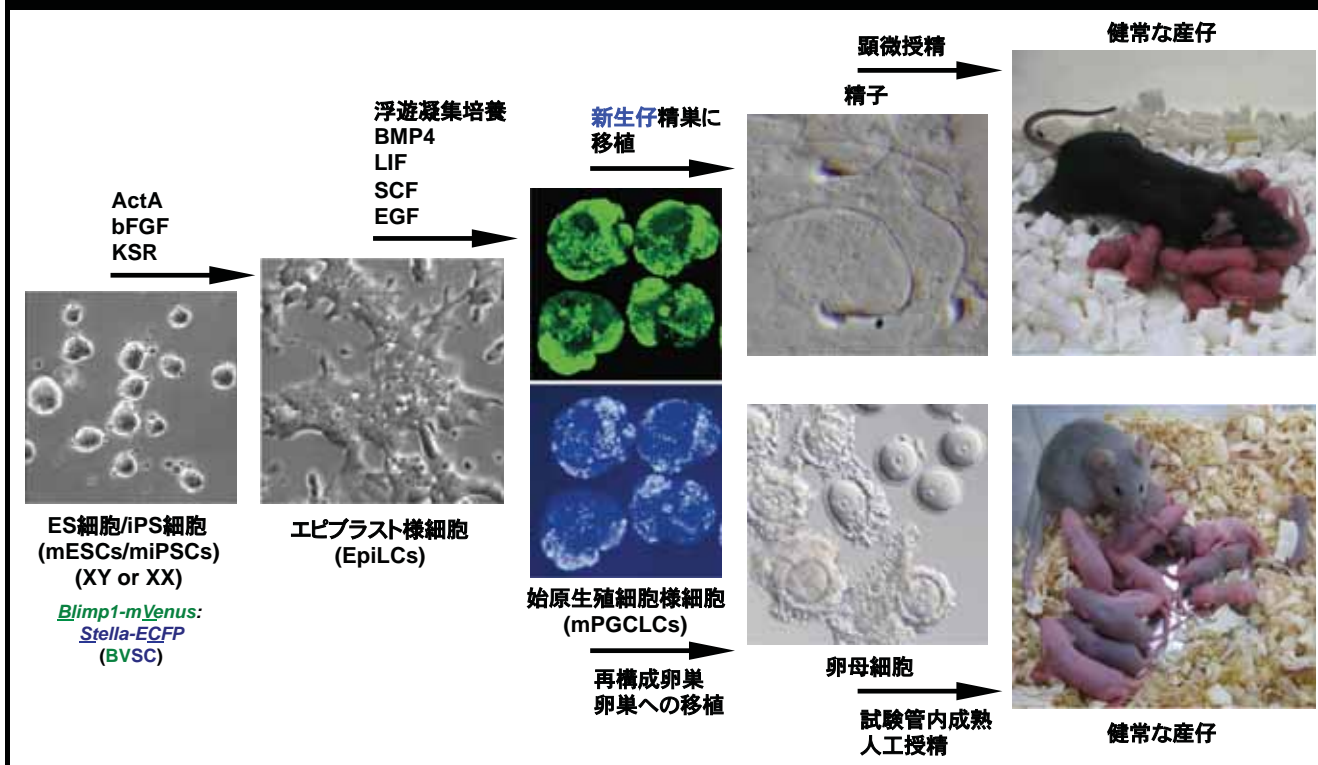 ActA
bFGF
KSR
ES細胞/iPS細胞
(mESCs/miPSCs)
(XY or XX)
Blimp1-mVenus:
Stella-ECFP
(BVSC)
浮遊凝集培養
BMP4
LIF
SCF
EGF
エピブラスト様細胞
(EpiLCs)
新生仔精巣に
移植
始原生殖細胞様細胞
(mPGCLCs)
再構成卵巣
卵巣への移植
顕微授精
精子
健常な産仔
卵母細胞
試験管内成熟
人工授精
健常な産仔